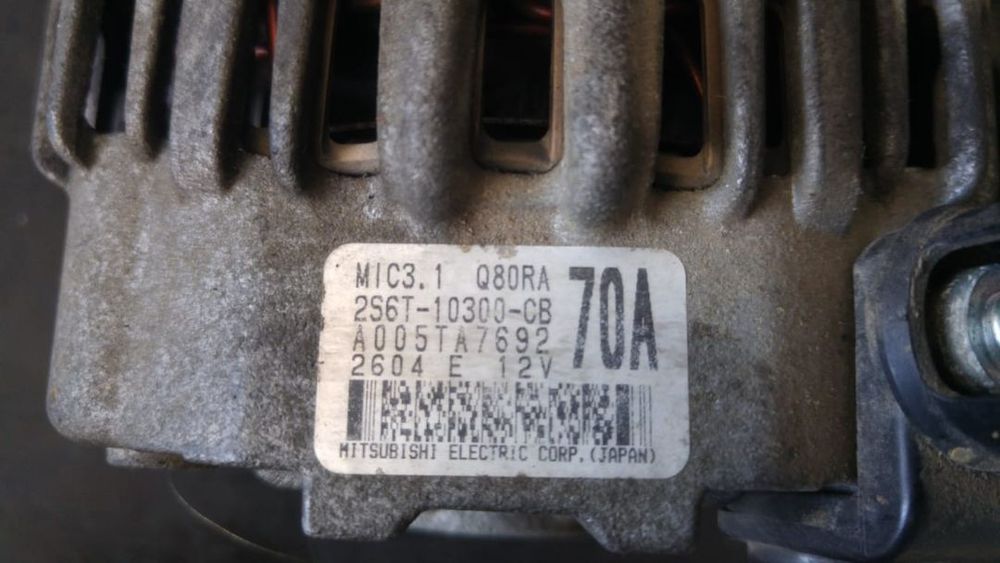 MIC3.1 Q80RA 70A
2S6T-10300-CB
A005TA7692
2604 E 12V
MITSUBISHI ELECTRIC CORP.(JAPAN)